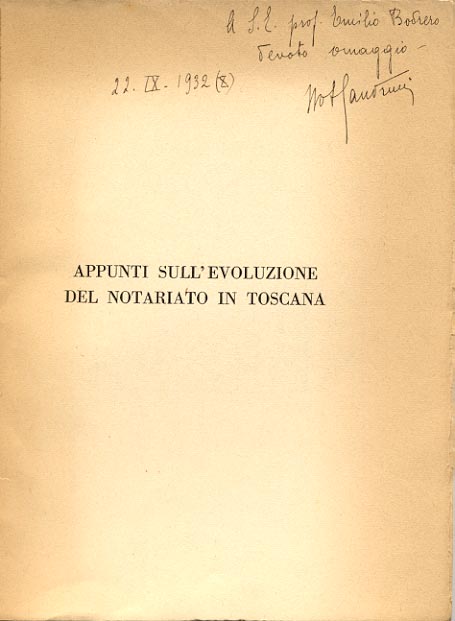 A S. E. prof. Emilio Bodrero
devoto omaggio –
22. IX. 1932 (X)
APPUNTI SULL'EVOLUZIONE
DEL NOTARIATO IN TOSCANA